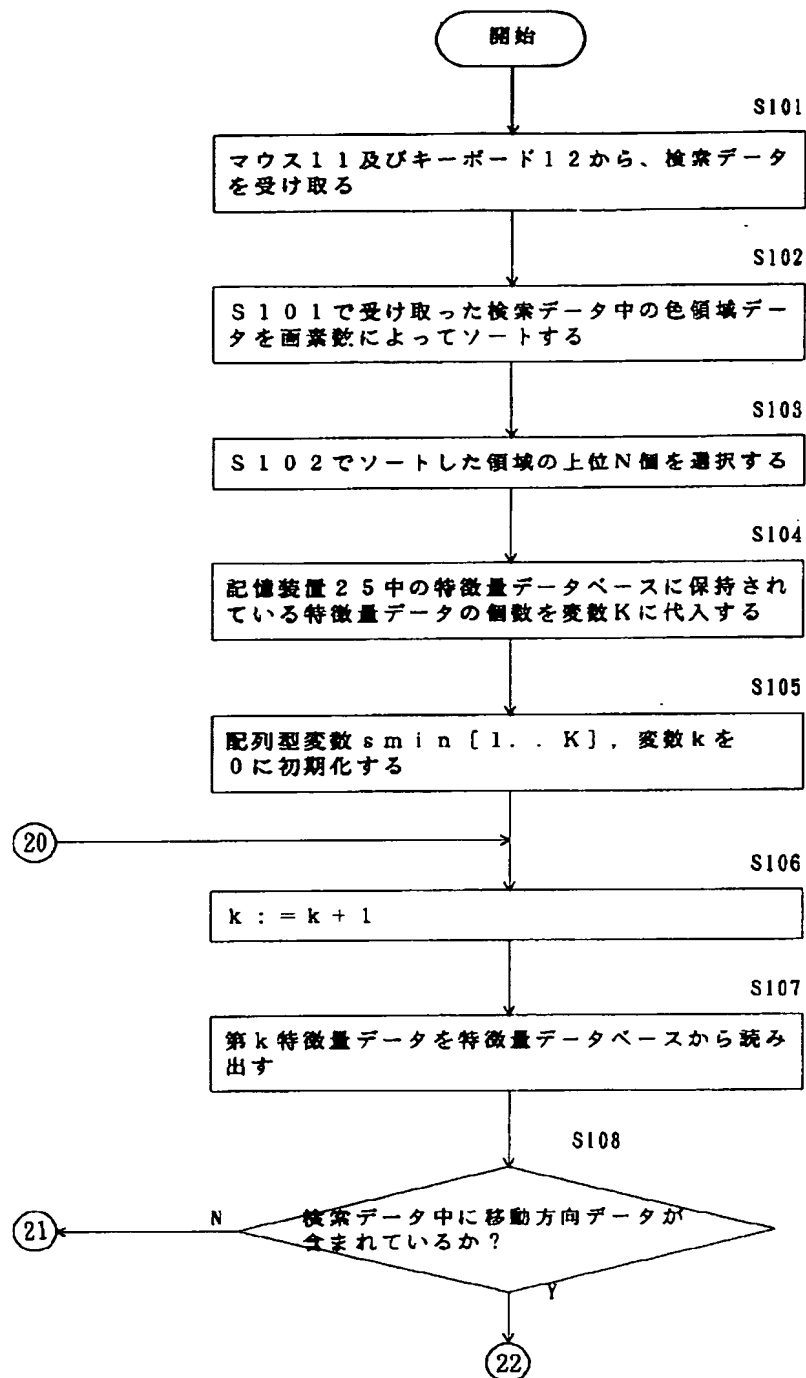 開始
S101
マウス11及びキーボード12から、検索データ
を受け取る
S102
S101で受け取った検索データ中の色領域デー
タを画素数によってソートする
S103
S102でソートした領域の上位N個を選択する
S104
記憶装置25中の特徴量データベースに保持され
ている特徴量データの個数を変数Kに代入する
S105
配列型変数smin[1..K],変数kを
0に初期化する
20
S106
k:=k+1
S107
第k特徴量データを特徴量データベースから読み
出す
S108
検索データ中に移動方向データが
含まれているか?
N
21
Y
22